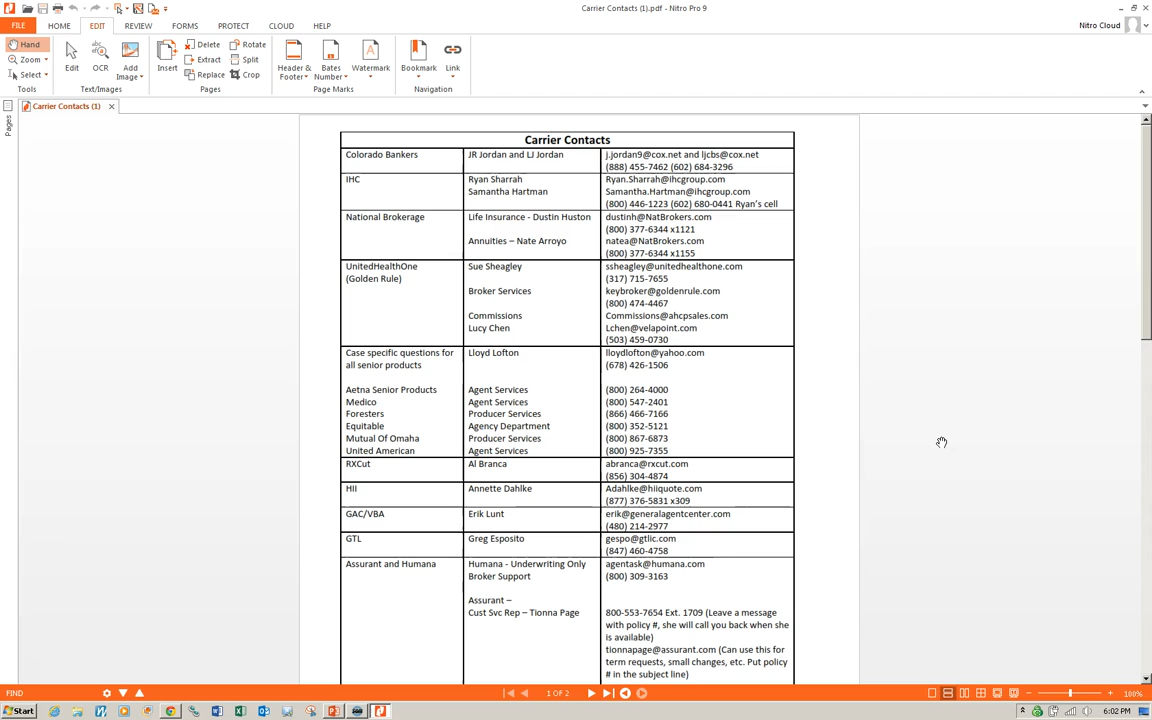 Carrier Contacts (1).pdf - Nitro Pro 9
FILE HOME EDIT REVIEW FORMS PROTECT CLOUD HELP Nitro Cloud
Hand
Zoom
Select
Tools
Edit
OCR
Add
Image
Text/Images
Insert
Delete
Extract
Replace
Rotate
Split
Crop
Pages
Header &
Footer
Bates
Number
Watermark
Page Marks
Bookmark
Link
Navigation
Carrier Contacts (1)
Pages
Carrier Contacts
Colorado Bankers JR Jordan and LJ Jordan j.jordan9@cox.net and ljcbs@cox.net
(888) 455-7462 (602) 684-3296
IHC Ryan Sharrah Ryan.Sharrah@ihcgroup.com
Samantha Hartman Samantha.Hartman@ihcgroup.com
(800) 446-1223 (602) 680-0441 Ryan's cell
National Brokerage Life Insurance - Dustin Huston dustinh@NatBrokers.com
(800) 377-6344 x1121
Annuities – Nate Arroyo natea@NatBrokers.com
(800) 377-6344 x1155
UnitedHealthOne Sue Sheagley ssheagley@unitedhealthone.com
(Golden Rule) (317) 715-7655
Broker Services keybroker@goldenrule.com
(800) 474-4467
Commissions Commissions@ahcpsales.com
Lucy Chen Lchen@velapoint.com
(503) 459-0730
Case specific questions for Lloyd Lofton lloydlofton@yahoo.com
all senior products (678) 426-1506
Aetna Senior Products Agent Services (800) 264-4000
Medico Agent Services (800) 547-2401
Foresters Producer Services (866) 466-7166
Equitable Agency Department (800) 352-5121
Mutual Of Omaha Producer Services (800) 867-6873
United American Agent Services (800) 925-7355
RXCut Al Branca abranca@rxcut.com
(856) 304-4874
HII Annette Dahlke Adahlke@hiiquote.com
(877) 376-5831 x309
GAC/VBA Erik Lunt erik@generalagentcenter.com
(480) 214-2977
GTL Greg Esposito gespo@gtlic.com
(847) 460-4758
Assurant and Humana Humana - Underwriting Only agentask@humana.com
Broker Support (800) 309-3163
Assurant –
Cust Svc Rep – Tionna Page 800-553-7654 Ext. 1709 (Leave a message
with policy #, she will call you back when she
is available)
tionnapage@assurant.com (Can use this for
term requests, small changes, etc. Put policy
# in the subject line)
FIND 1 OF 2 100%
Start 6:02 PM